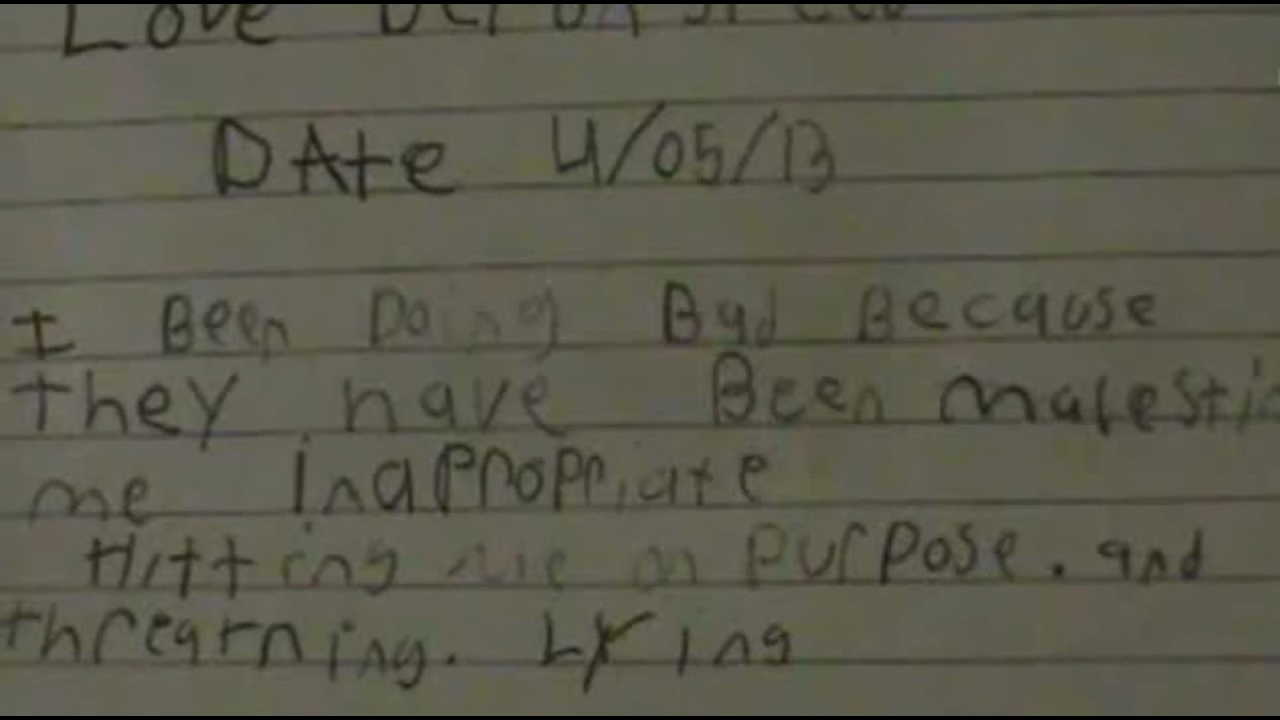 Love
DAte 4/05/13
I Been Doing Bad Because
they have Been malestic
me inappropriate
Hitting me on purpose. and
threarning. Lying